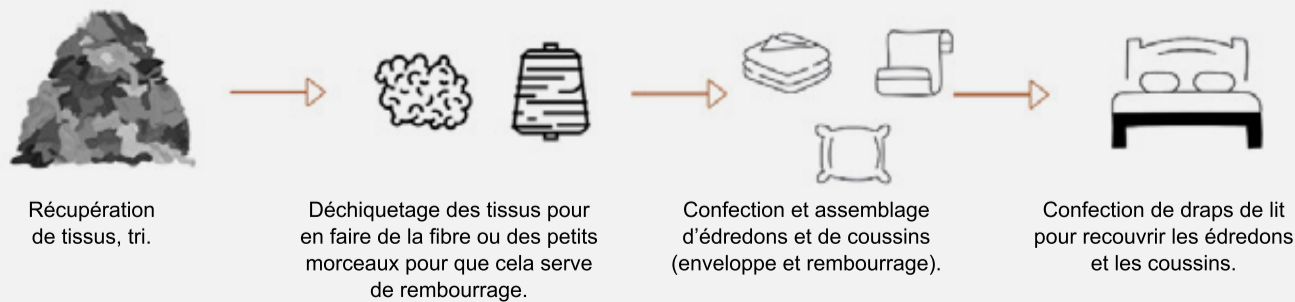 Récupération
de tissus, tri.
Déchiquetage des tissus pour
en faire de la fibre ou des petits
morceaux pour que cela serve
de rembourrage.
Confection et assemblage
d’édredons et de coussins
(enveloppe et rembourrage).
Confection de draps de lit
pour recouvrir les édredons
et les coussins.